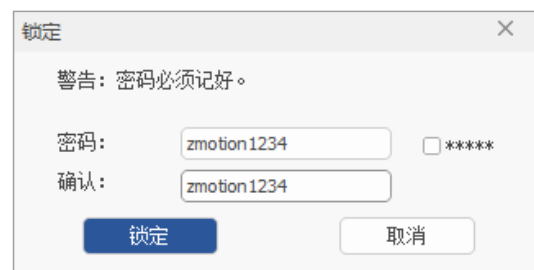 锁定
警告：密码必须记好。
密码： zmotion1234 *****
确认： zmotion1234
锁定 取消